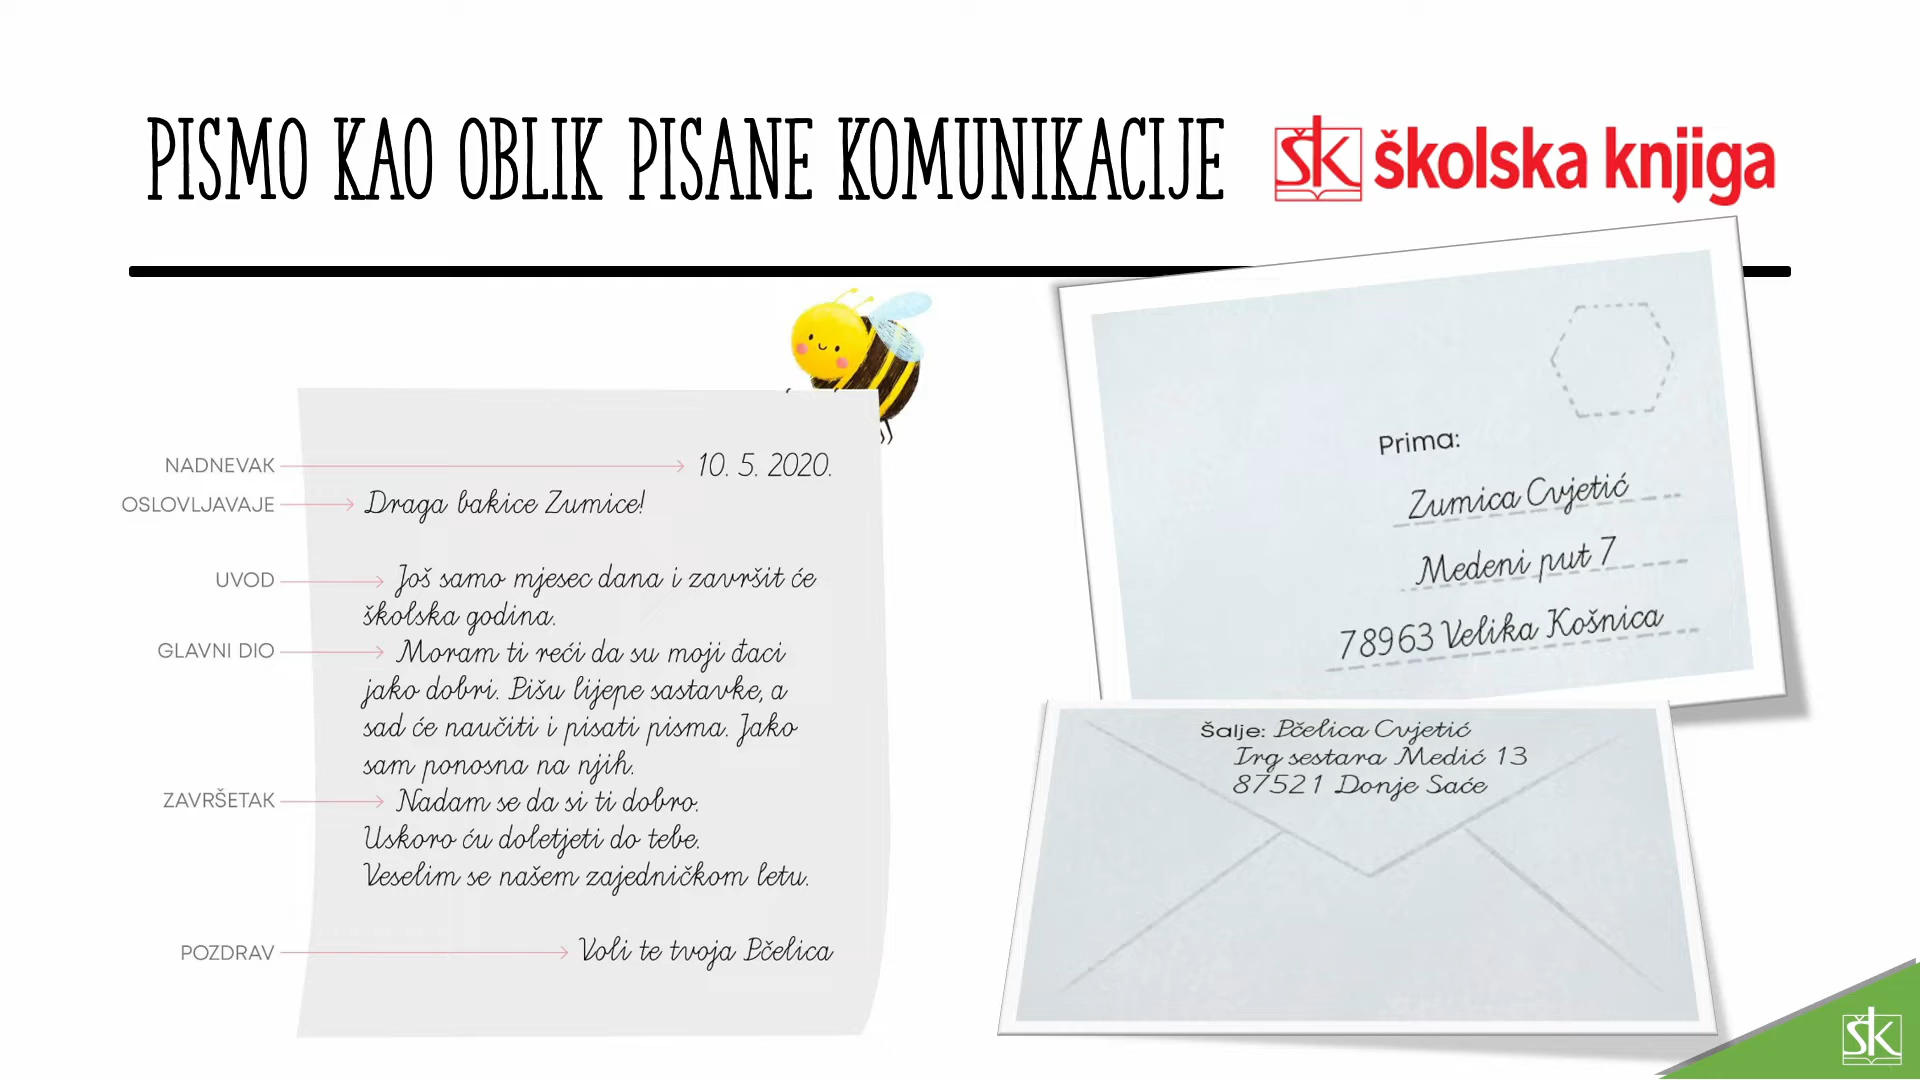 PISMO KAO OBLIK PISANE KOMUNIKACIJE
ŠK školska knjiga
NADNEVAK
10. 5. 2020.
OSLOVLJAVAJE
Draga bakice Zumice!
UVOD
Još samo mjesec dana i završit će
školska godina.
GLAVNI DIO
Moram ti reći da su moji đaci
jako dobri. Pišu lijepe sastavke, a
sad će naučiti i pisati pisma. Jako
sam ponosna na njih.
ZAVRŠETAK
Nadam se da si ti dobro.
Uskoro ću doletjeti do tebe.
Veselim se našem zajedničkom letu.
POZDRAV
Voli te tvoja Pčelica
Prima:
Zumica Cvjetić
Medeni put 7
78963 Velika Košnica
Šalje: Pčelica Cvjetić
Trg sestara Medić 13
87521 Donje Saće
ŠK